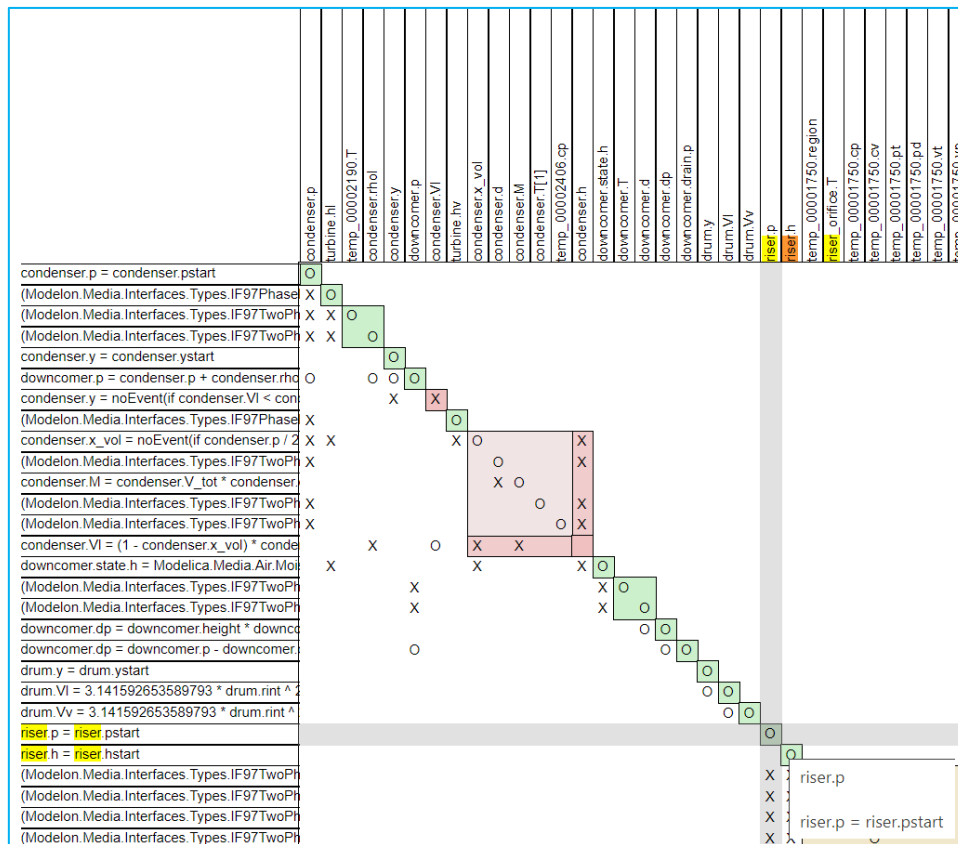 condenser.p
turbine.hl
temp_00002190.T
condenser.rhol
condenser.y
downcomer.p
condenser.Vl
turbine.hv
condenser.x_vol
condenser.d
condenser.M
condenser.T[1]
temp_00002406.cp
condenser.h
downcomer.state.h
downcomer.T
downcomer.d
downcomer.dp
downcomer.drain.p
drum.y
drum.Vl
drum.Vv
riser.p
riser.h
temp_00001750.region
riser_orifice.T
temp_00001750.cp
temp_00001750.cv
temp_00001750.pt
temp_00001750.pd
temp_00001750.vt
condenser.p = condenser.pstart O
(Modelon.Media.Interfaces.Types.IF97Phase X O
(Modelon.Media.Interfaces.Types.IF97TwoPh X X O
(Modelon.Media.Interfaces.Types.IF97TwoPh X X O
condenser.y = condenser.ystart O
downcomer.p = condenser.p + condenser.rho O O O O
condenser.y = noEvent(if condenser.Vl < con X X
(Modelon.Media.Interfaces.Types.IF97Phase X O
condenser.x_vol = noEvent(if condenser.p / 2 X X X O X
(Modelon.Media.Interfaces.Types.IF97TwoPh X O X
condenser.M = condenser.V_tot * condenser. X O
(Modelon.Media.Interfaces.Types.IF97TwoPh X O X
(Modelon.Media.Interfaces.Types.IF97TwoPh X O X
condenser.Vl = (1 - condenser.x_vol) * conde X O X X
downcomer.state.h = Modelica.Media.Air.Moi X X X O
(Modelon.Media.Interfaces.Types.IF97TwoPh X X O
(Modelon.Media.Interfaces.Types.IF97TwoPh X X O
downcomer.dp = downcomer.height * downco O O
downcomer.dp = downcomer.p - downcomer. O O O
drum.y = drum.ystart O
drum.Vl = 3.141592653589793 * drum.rint ^ 2 O O
drum.Vv = 3.141592653589793 * drum.rint ^ O O
riser.p = riser.pstart O
riser.h = riser.hstart O
(Modelon.Media.Interfaces.Types.IF97TwoPh X
(Modelon.Media.Interfaces.Types.IF97TwoPh X
(Modelon.Media.Interfaces.Types.IF97TwoPh X
(Modelon.Media.Interfaces.Types.IF97TwoPh X X
riser.p
riser.p = riser.pstart